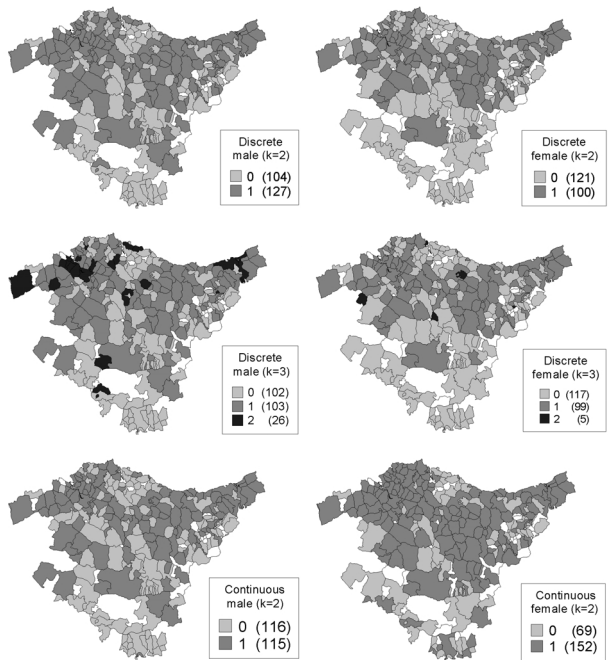 Discrete
male (k=2)
0 (104)
1 (127)
Discrete
female (k=2)
0 (121)
1 (100)
Discrete
male (k=3)
0 (102)
1 (103)
2 (26)
Discrete
female (k=3)
0 (117)
1 (99)
2 (5)
Continuous
male (k=2)
0 (116)
1 (115)
Continuous
female (k=2)
0 (69)
1 (152)